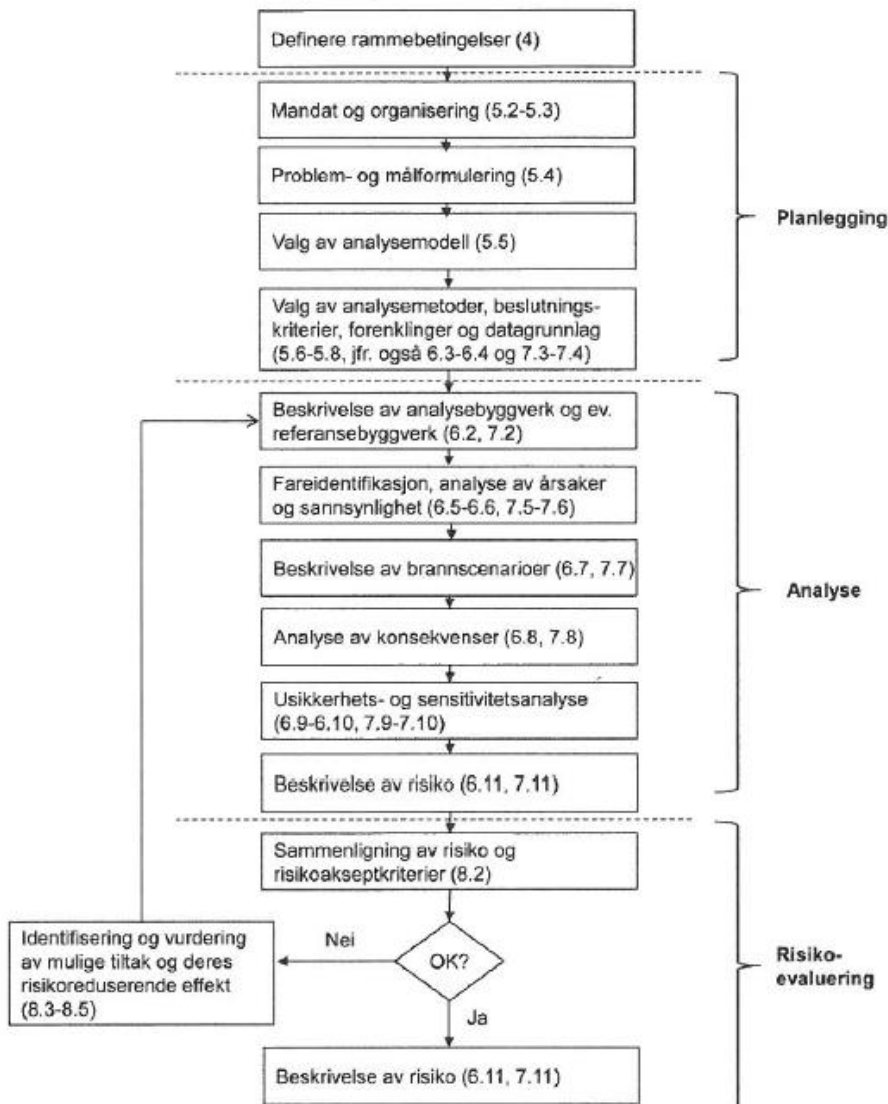 Definere rammebetingelser (4)
Mandat og organisering (5.2-5.3)
Problem- og målformulering (5.4)
Valg av analysemodell (5.5)
Valg av analysemetoder, beslutnings-
kriterier, forenklinger og datagrunnlag
(5.6-5.8, jfr. også 6.3-6.4 og 7.3-7.4)
Planlegging
Beskrivelse av analysebyggverk og ev.
referansebyggverk (6.2, 7.2)
Fareidentifikasjon, analyse av årsaker
og sannsynlighet (6.5-6.6, 7.5-7.6)
Beskrivelse av brannscenarioer (6.7, 7.7)
Analyse av konsekvenser (6.8, 7.8)
Usikkerhets- og sensitivitetsanalyse
(6.9-6.10, 7.9-7.10)
Beskrivelse av risiko (6.11, 7.11)
Analyse
Sammenligning av risiko og
risikoakseptkriterier (8.2)
OK?
Nei
Identifisering og vurdering
av mulige tiltak og deres
risikoreduserende effekt
(8.3-8.5)
Ja
Beskrivelse av risiko (6.11, 7.11)
Risiko-
evaluering